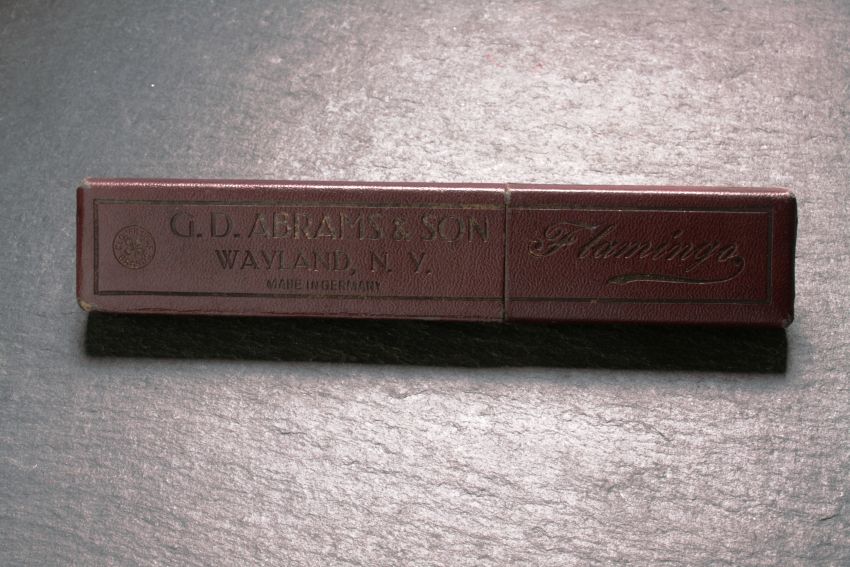 G. D. ABRAMS & SON
WAYLAND, N. Y.
MADE IN GERMANY
Flamingo